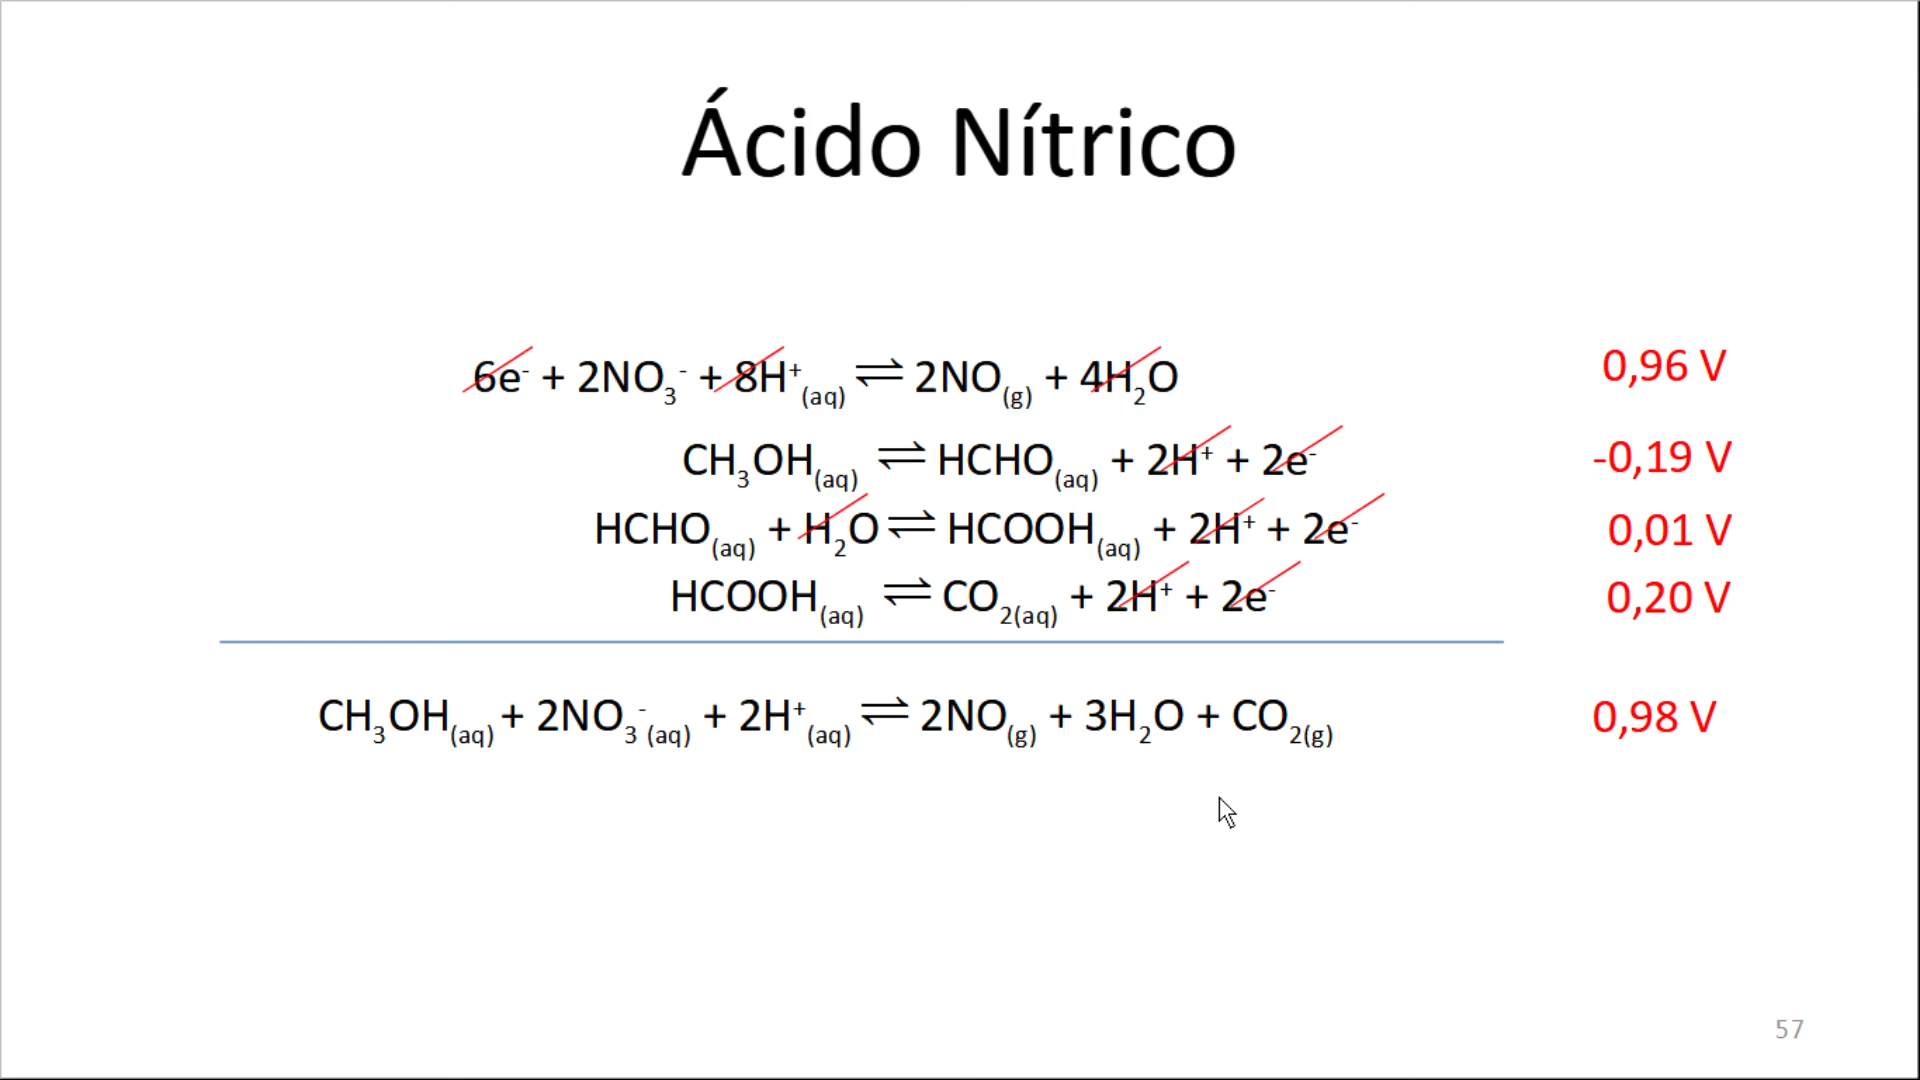 Ácido Nítrico
6e⁻ + 2NO₃⁻ + 8H⁺(aq) ⇌ 2NO(g) + 4H₂O 0,96 V
CH₃OH(aq) ⇌ HCHO(aq) + 2H⁺ + 2e⁻ -0,19 V
HCHO(aq) + H₂O ⇌ HCOOH(aq) + 2H⁺ + 2e⁻ 0,01 V
HCOOH(aq) ⇌ CO₂(aq) + 2H⁺ + 2e⁻ 0,20 V
CH₃OH(aq) + 2NO₃⁻(aq) + 2H⁺(aq) ⇌ 2NO(g) + 3H₂O + CO₂(g) 0,98 V
57